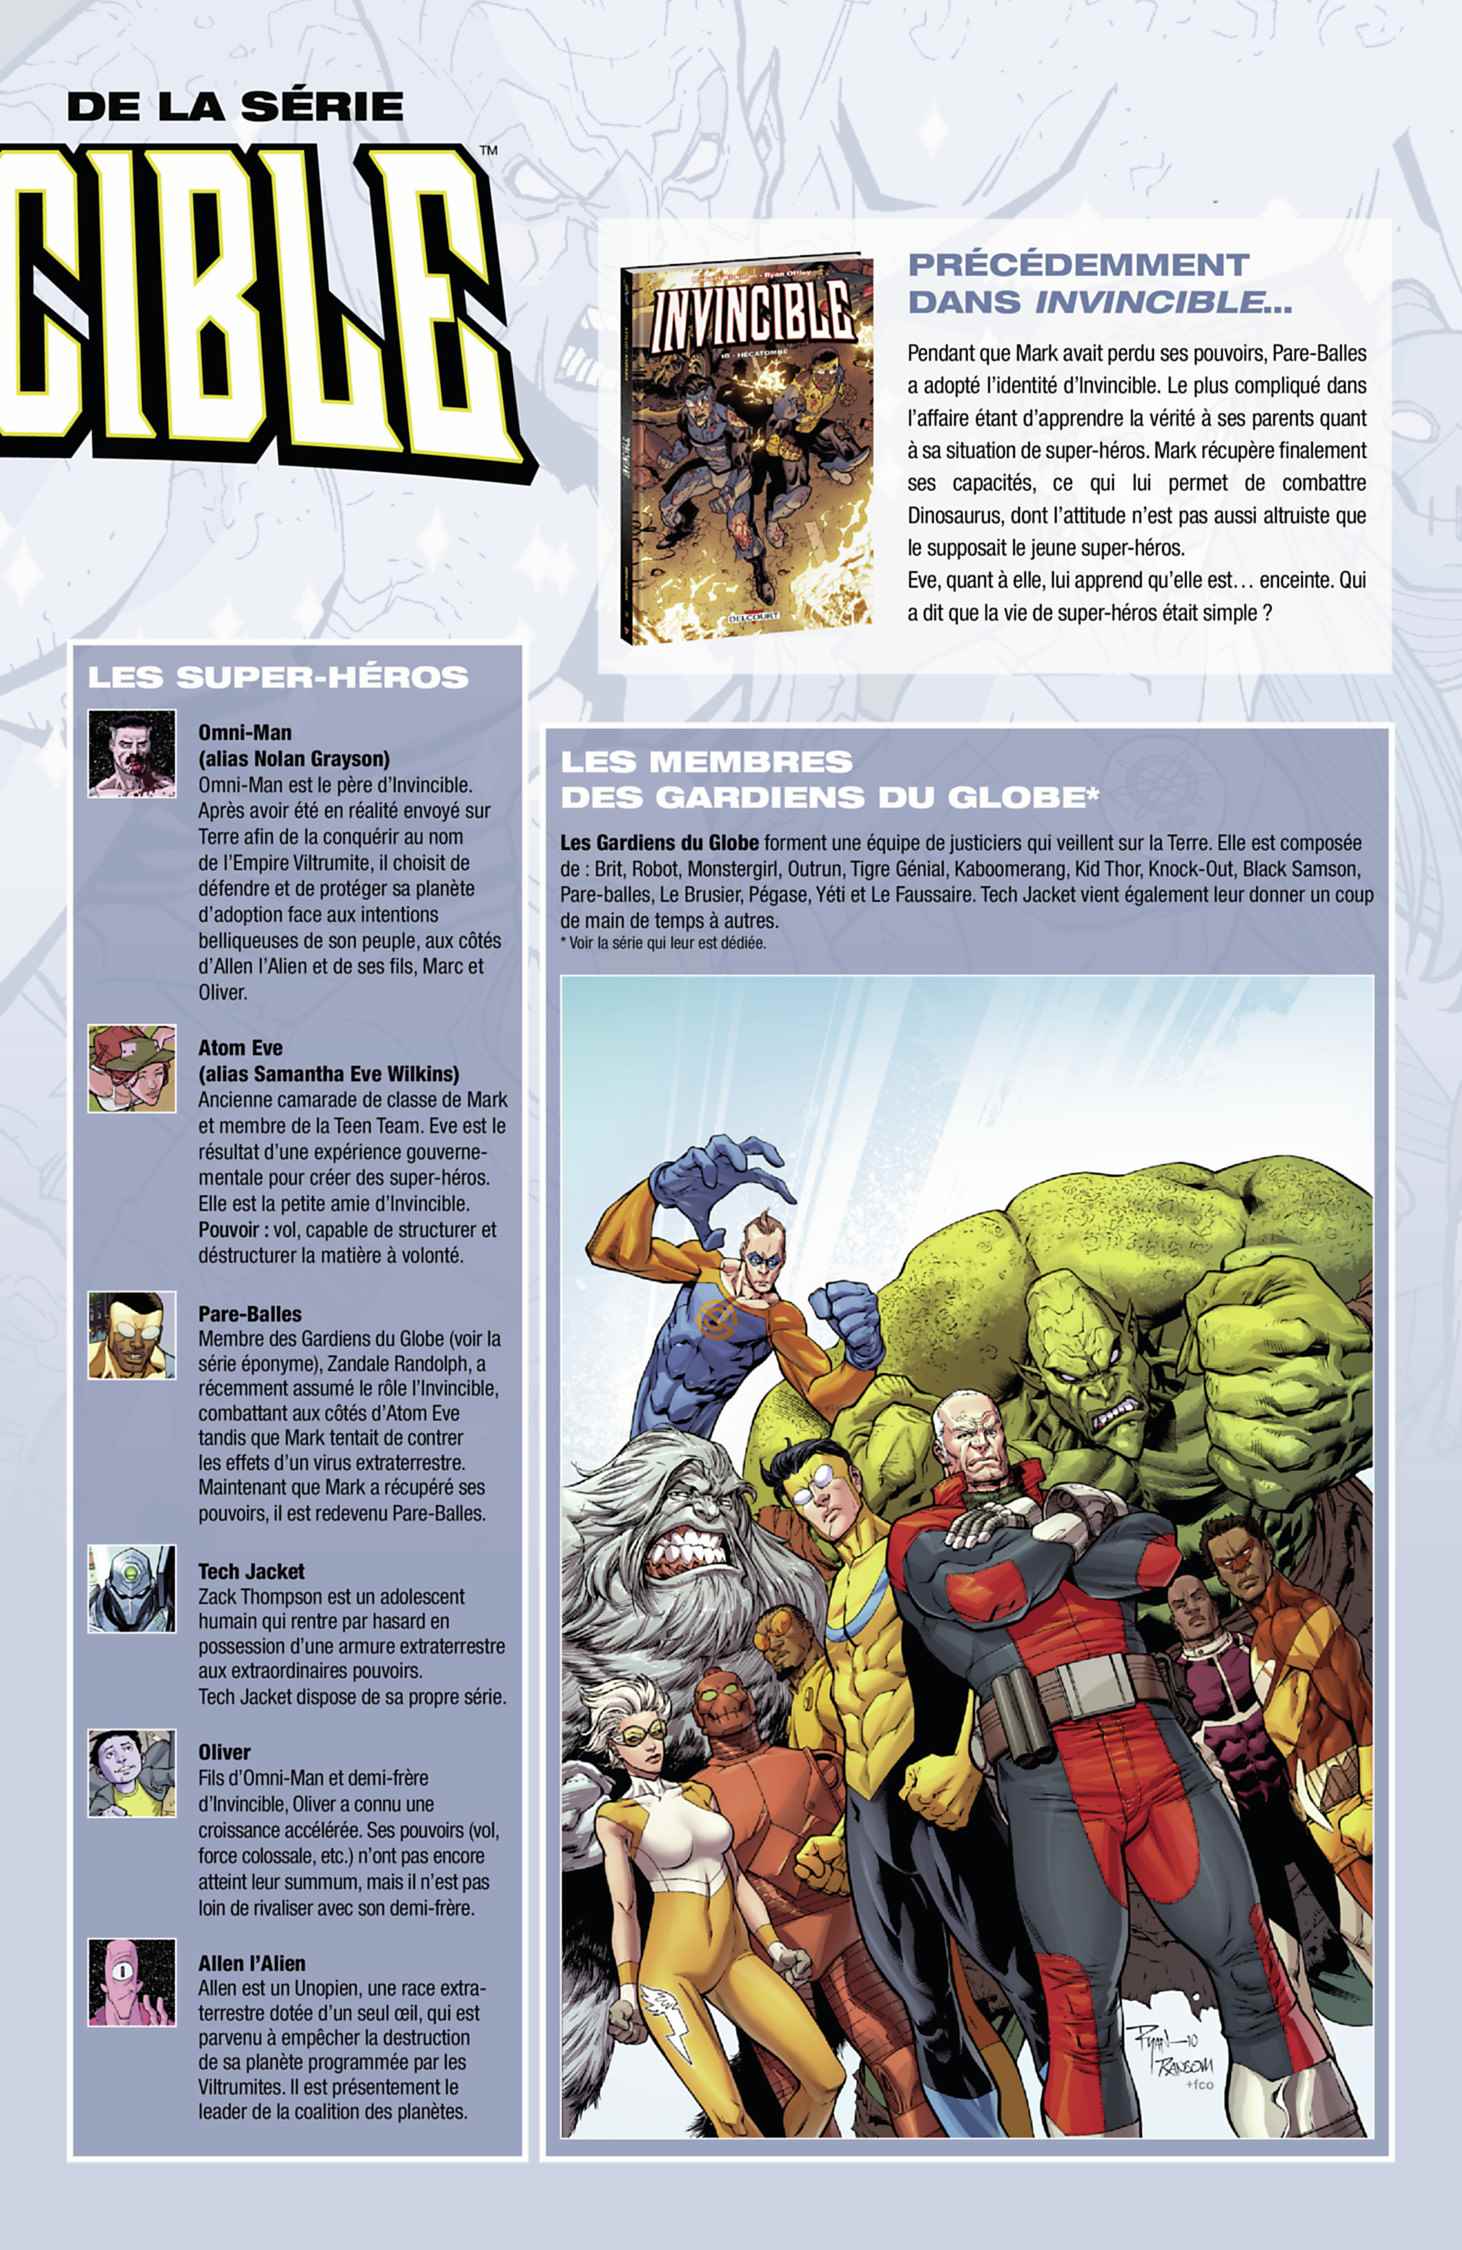 DE LA SÉRIE
CIBLE™
INVINCIBLE
HÉCATOMBE
DELCOURT
PRÉCÉDEMMENT
DANS INVINCIBLE...
Pendant que Mark avait perdu ses pouvoirs, Pare-Balles
a adopté l’identité d’Invincible. Le plus compliqué dans
l’affaire étant d’apprendre la vérité à ses parents quant
à sa situation de super-héros. Mark récupère finalement
ses capacités, ce qui lui permet de combattre
Dinosaurus, dont l’attitude n’est pas aussi altruiste que
le supposait le jeune super-héros.
Eve, quant à elle, lui apprend qu’elle est… enceinte. Qui
a dit que la vie de super-héros était simple ?
LES SUPER-HÉROS
Omni-Man
(alias Nolan Grayson)
Omni-Man est le père d’Invincible.
Après avoir été en réalité envoyé sur
Terre afin de la conquérir au nom
de l’Empire Viltrumite, il choisit de
défendre et de protéger sa planète
d’adoption face aux intentions
belliqueuses de son peuple, aux côtés
d’Allen l’Alien et de ses fils, Marc et
Oliver.
Atom Eve
(alias Samantha Eve Wilkins)
Ancienne camarade de classe de Mark
et membre de la Teen Team. Eve est le
résultat d’une expérience gouverne-
mentale pour créer des super-héros.
Elle est la petite amie d’Invincible.
Pouvoir : vol, capable de structurer et
déstructurer la matière à volonté.
Pare-Balles
Membre des Gardiens du Globe (voir la
série éponyme), Zandale Randolph, a
récemment assumé le rôle l’Invincible,
combattant aux côtés d’Atom Eve
tandis que Mark tentait de contrer
les effets d’un virus extraterrestre.
Maintenant que Mark a récupéré ses
pouvoirs, il est redevenu Pare-Balles.
Tech Jacket
Zack Thompson est un adolescent
humain qui rentre par hasard en
possession d’une armure extraterrestre
aux extraordinaires pouvoirs.
Tech Jacket dispose de sa propre série.
Oliver
Fils d’Omni-Man et demi-frère
d’Invincible, Oliver a connu une
croissance accélérée. Ses pouvoirs (vol,
force colossale, etc.) n’ont pas encore
atteint leur summum, mais il n’est pas
loin de rivaliser avec son demi-frère.
Allen l’Alien
Allen est un Unopien, une race extra-
terrestre dotée d’un seul œil, qui est
parvenu à empêcher la destruction
de sa planète programmée par les
Viltrumites. Il est présentement le
leader de la coalition des planètes.
LES MEMBRES
DES GARDIENS DU GLOBE*
Les Gardiens du Globe forment une équipe de justiciers qui veillent sur la Terre. Elle est composée
de : Brit, Robot, Monstergirl, Outrun, Tigre Génial, Kaboomerang, Kid Thor, Knock-Out, Black Samson,
Pare-balles, Le Brusier, Pégase, Yéti et Le Faussaire. Tech Jacket vient également leur donner un coup
de main de temps à autres.
* Voir la série qui leur est dédiée.
RYAN—10
RANSOM
+fco